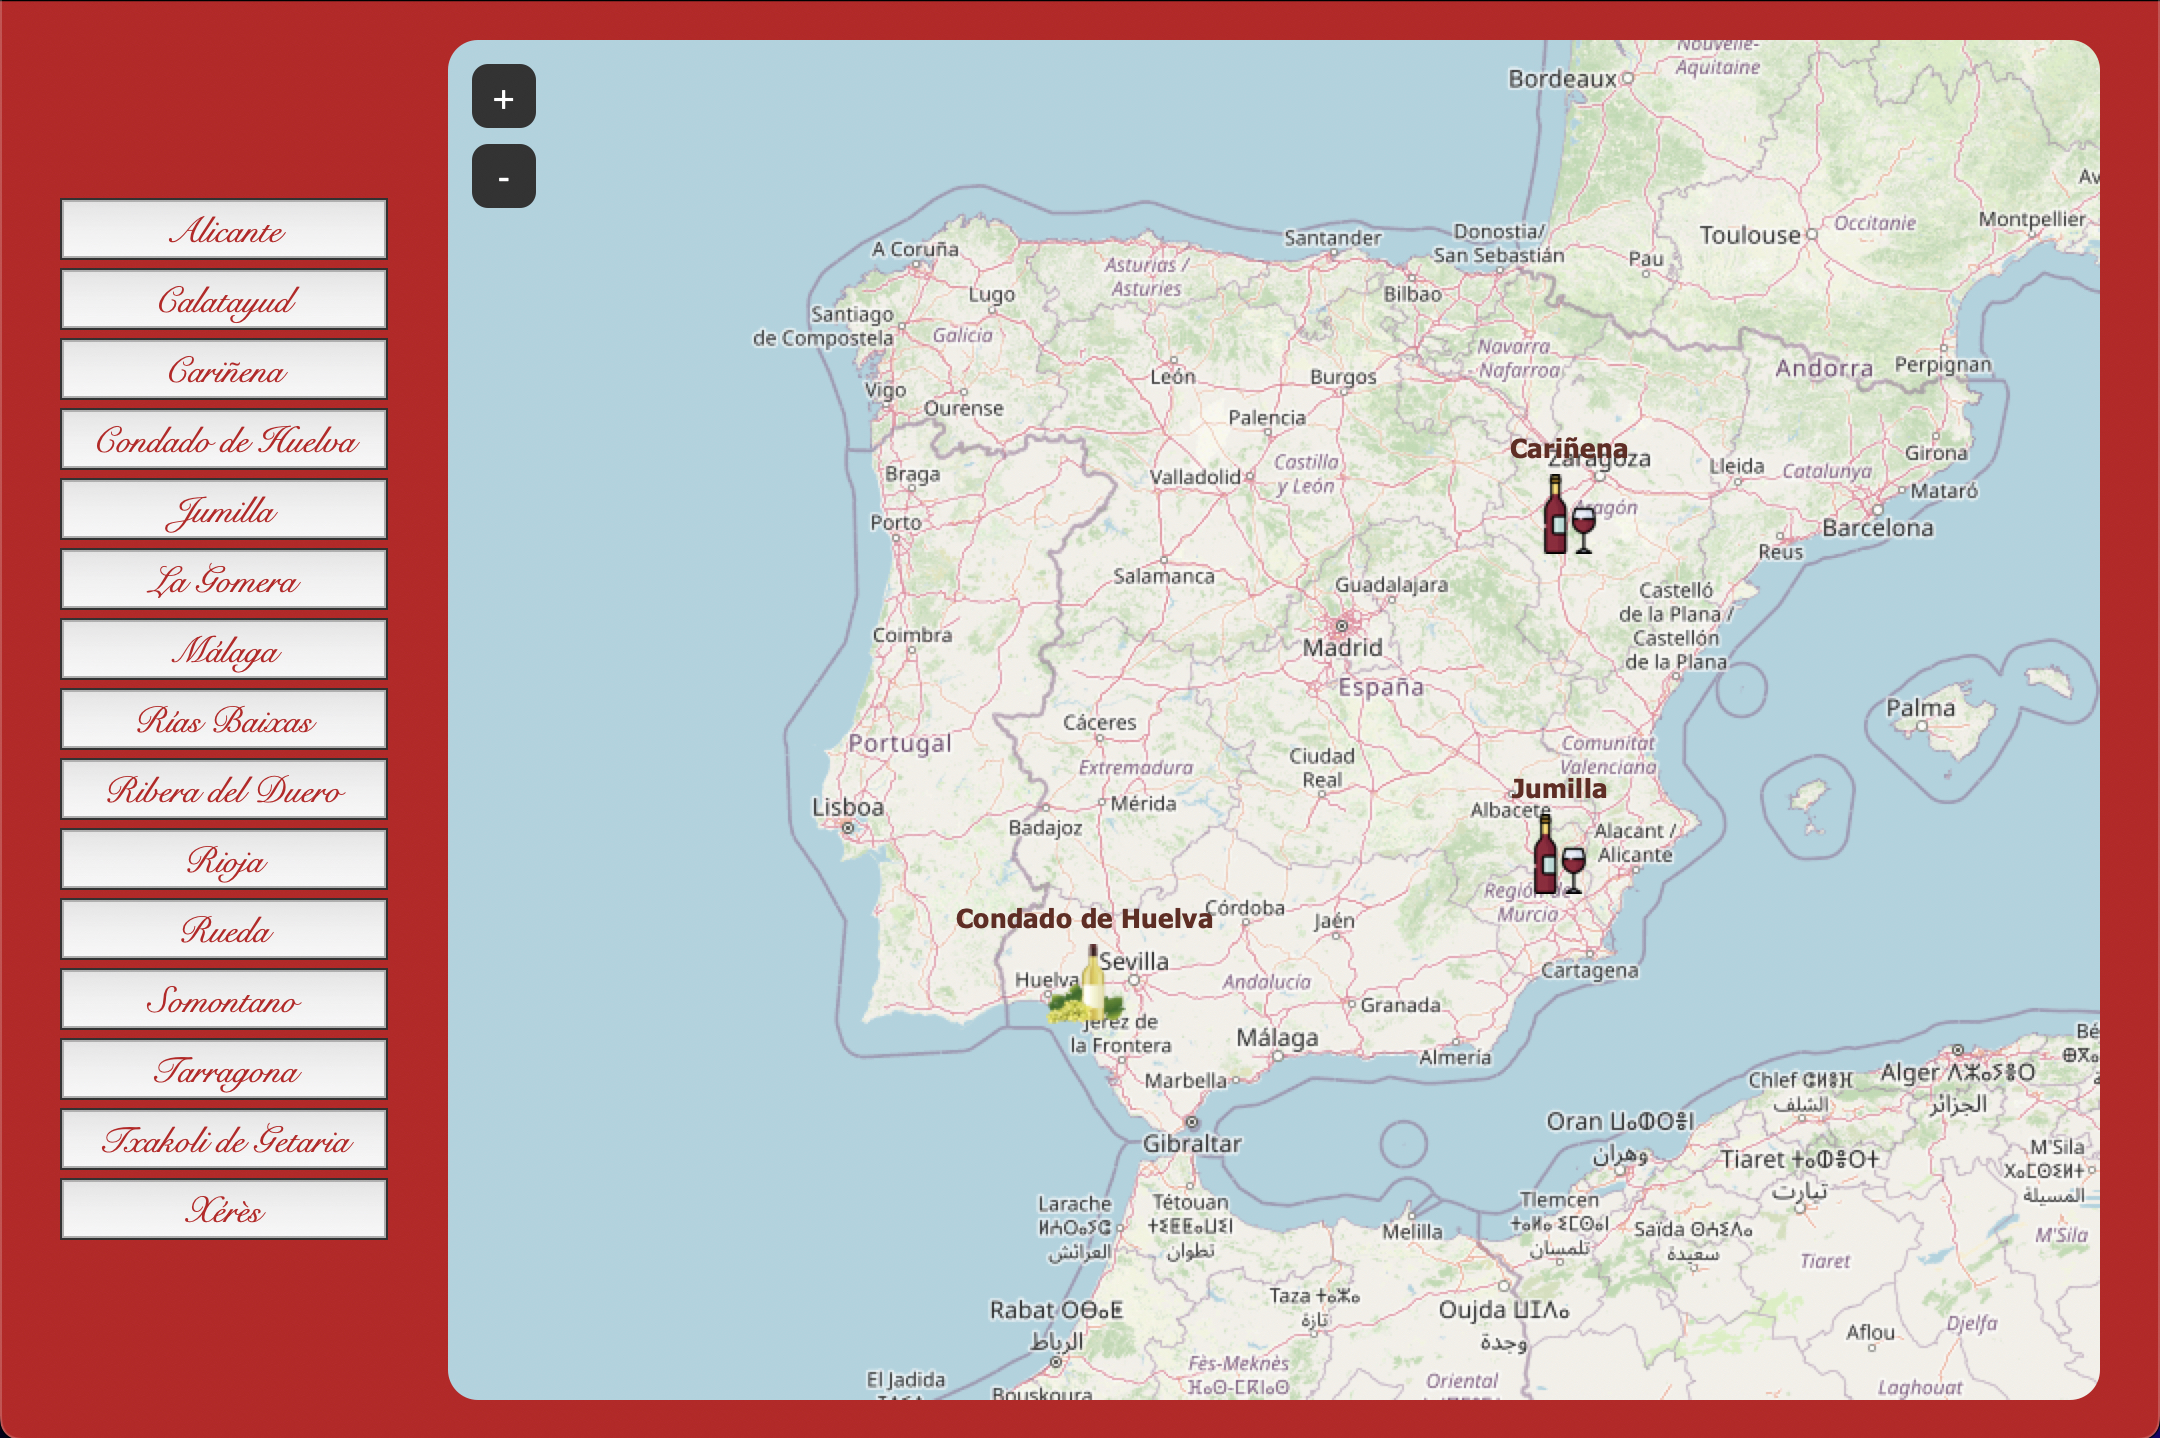 Alicante
Calatayud
Cariñena
Condado de Huelva
Jumilla
La Gomera
Málaga
Rías Baixas
Ribera del Duero
Rioja
Rueda
Somontano
Tarragona
Txakoli de Getaria
Xérès
+
-
Nouvelle-
Aquitaine
Bordeaux
Montpellier
Toulouse
Occitanie
Donostia/
San Sebastián
Santander
A Coruña
Pau
Asturias /
Asturies
Bilbao
Lugo
Santiago
de Compostela
Galicia
Navarra
Nafarroa
Andorra
Perpignan
León
Burgos
Vigo
Ourense
Palencia
Cariñena
Zaragoza
Girona
Lleida
Catalunya
Castilla
y León
Valladolid
Braga
Mataró
Aragón
Porto
Barcelona
Reus
Salamanca
Guadalajara
Castelló
de la Plana /
Castellón
de la Plana
Coimbra
Madrid
España
Palma
Cáceres
Portugal
Comunitat
Valenciana
Ciudad
Real
Extremadura
Jumilla
Lisboa
Mérida
Albacete
Badajoz
Alacant /
Alicante
Región de
Murcia
Condado de Huelva
Córdoba
Jaén
Sevilla
Cartagena
Huelva
Andalucía
Granada
Jerez de
la Frontera
Málaga
Almería
Marbella
Gibraltar
Chlef ⵛⵍⴻⴼ
الشلف
Alger ⴷⵣⴰⵢⴻⵔ
الجزائر
Oran ⵡⴰⵀⵔⴻⵏ
وهران
M'Sila
المسيلة
Tiaret ⵜⴰⵀⴻⵔⵜ
تيارت
Larache
العرائش
Tétouan
تطوان
Melilla
Tlemcen
تلمسان
Saïda
سعيدة
M'Sila
Tiaret
Taza ⵜⴰⵣⴰ
تازة
Rabat
الرباط
Oujda ⵡⵊⴷⴰ
وجدة
Aflou
Djelfa
Fès-Meknès
El Jadida
Bouskoura
Oriental
Laghouat